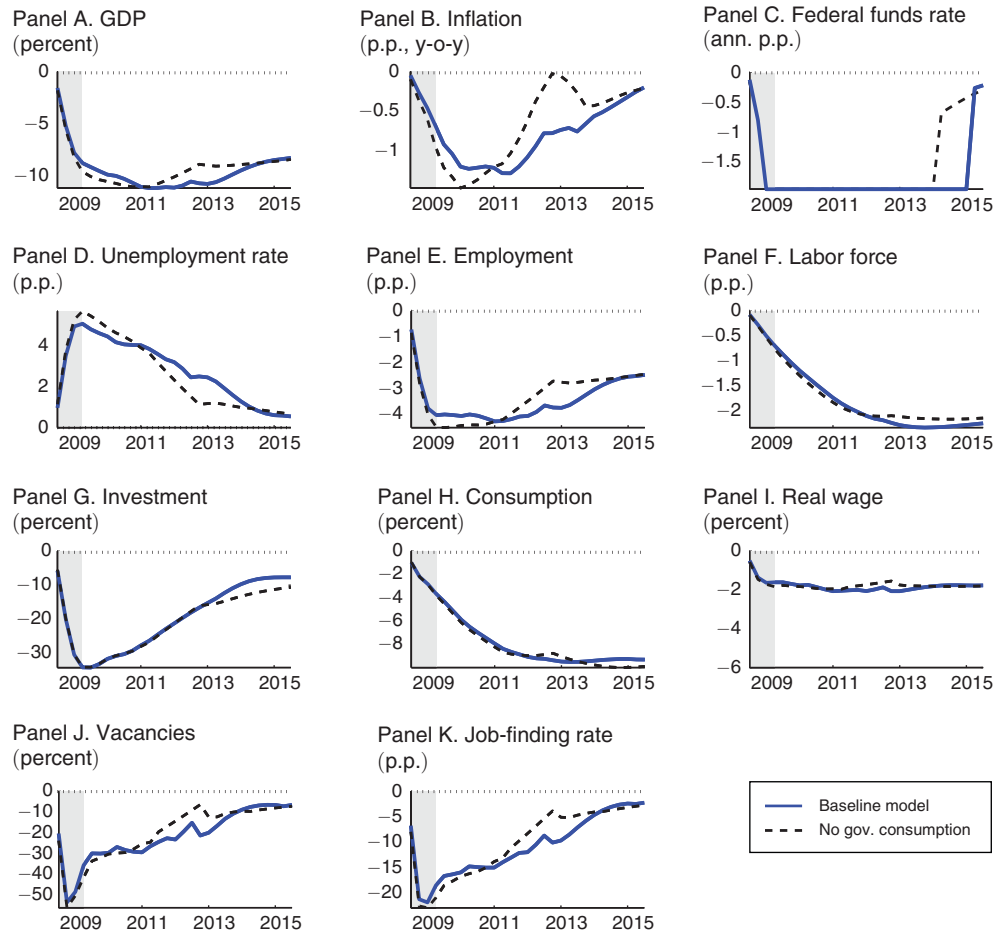 Panel A. GDP
(percent)
0
−5
−10
2009 2011 2013 2015
Panel B. Inflation
(p.p., y-o-y)
0
−0.5
−1
2009 2011 2013 2015
Panel C. Federal funds rate
(ann. p.p.)
0
−0.5
−1
−1.5
2009 2011 2013 2015
Panel D. Unemployment rate
(p.p.)
4
2
0
2009 2011 2013 2015
Panel E. Employment
(p.p.)
0
−1
−2
−3
−4
2009 2011 2013 2015
Panel F. Labor force
(p.p.)
0
−0.5
−1
−1.5
−2
2009 2011 2013 2015
Panel G. Investment
(percent)
0
−10
−20
−30
2009 2011 2013 2015
Panel H. Consumption
(percent)
0
−2
−4
−6
−8
2009 2011 2013 2015
Panel I. Real wage
(percent)
0
−2
−4
−6
2009 2011 2013 2015
Panel J. Vacancies
(percent)
0
−10
−20
−30
−40
−50
2009 2011 2013 2015
Panel K. Job-finding rate
(p.p.)
0
−5
−10
−15
−20
2009 2011 2013 2015
Baseline model
No gov. consumption